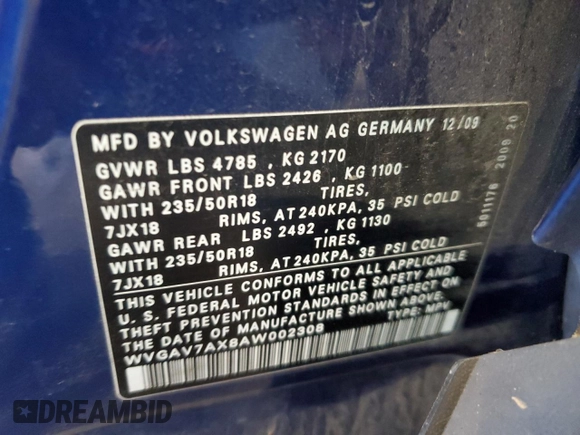 MFD BY VOLKSWAGEN AG GERMANY 12/09
GVWR LBS 4785 , KG 2170
GAWR FRONT LBS 2426 , KG 1100
WITH 235/50R18 TIRES,
7JX18 RIMS, AT 240KPA, 35 PSI COLD
GAWR REAR LBS 2492 , KG 1130
WITH 235/50R18 TIRES,
7JX18 RIMS, AT 240KPA, 35 PSI COLD
THIS VEHICLE CONFORMS TO ALL APPLICABLE
U. S. FEDERAL MOTOR VEHICLE SAFETY AND
THEFT PREVENTION STANDARDS IN EFFECT ON
THE DATE OF MANUFACTURE SHOWN ABOVE.
WVGAV7AX8AW002308 TYPE: MPV
5011176 2008 20
DREAMBID